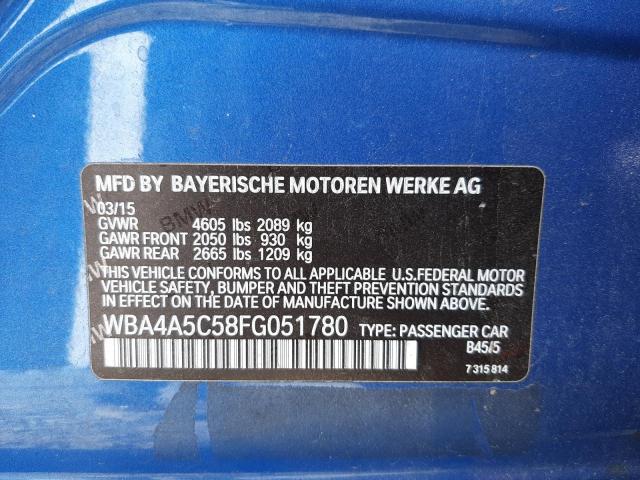 MFD BY BAYERISCHE MOTOREN WERKE AG
03/15
GVWR 4605 lbs 2089 kg
GAWR FRONT 2050 lbs 930 kg
GAWR REAR 2665 lbs 1209 kg
THIS VEHICLE CONFORMS TO ALL APPLICABLE U.S.FEDERAL MOTOR
VEHICLE SAFETY, BUMPER AND THEFT PREVENTION STANDARDS IN
EFFECT ON THE DATE OF MANUFACTURE SHOWN ABOVE.
WBA4A5C58FG051780 TYPE: PASSENGER CAR
B45/5
7 315 814